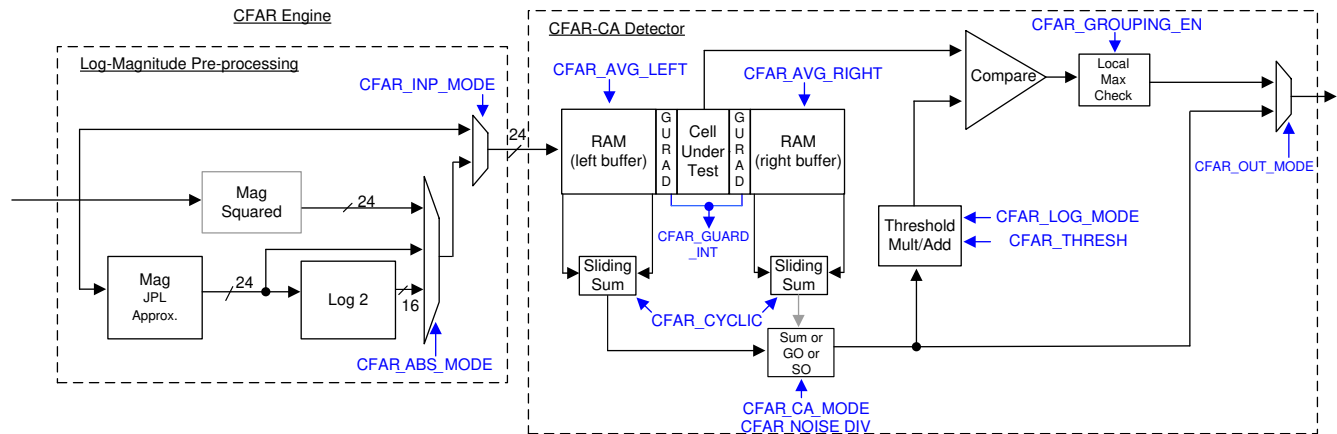 CFAR Engine
Log-Magnitude Pre-processing
CFAR_INP_MODE
24
Mag
Squared
24
Mag
JPL
Approx.
24
Log 2
16
CFAR_ABS_MODE
CFAR-CA Detector
CFAR_AVG_LEFT
CFAR_AVG_RIGHT
RAM
(left buffer)
GURAD
Cell
Under
Test
GURAD
RAM
(right buffer)
CFAR_GUARD
_INT
Sliding
Sum
Sliding
Sum
CFAR_CYCLIC
Sum or
GO or
SO
CFAR_CA_MODE
CFAR_NOISE_DIV
Compare
CFAR_GROUPING_EN
Local
Max
Check
Threshold
Mult/Add
CFAR_LOG_MODE
CFAR_THRESH
CFAR_OUT_MODE